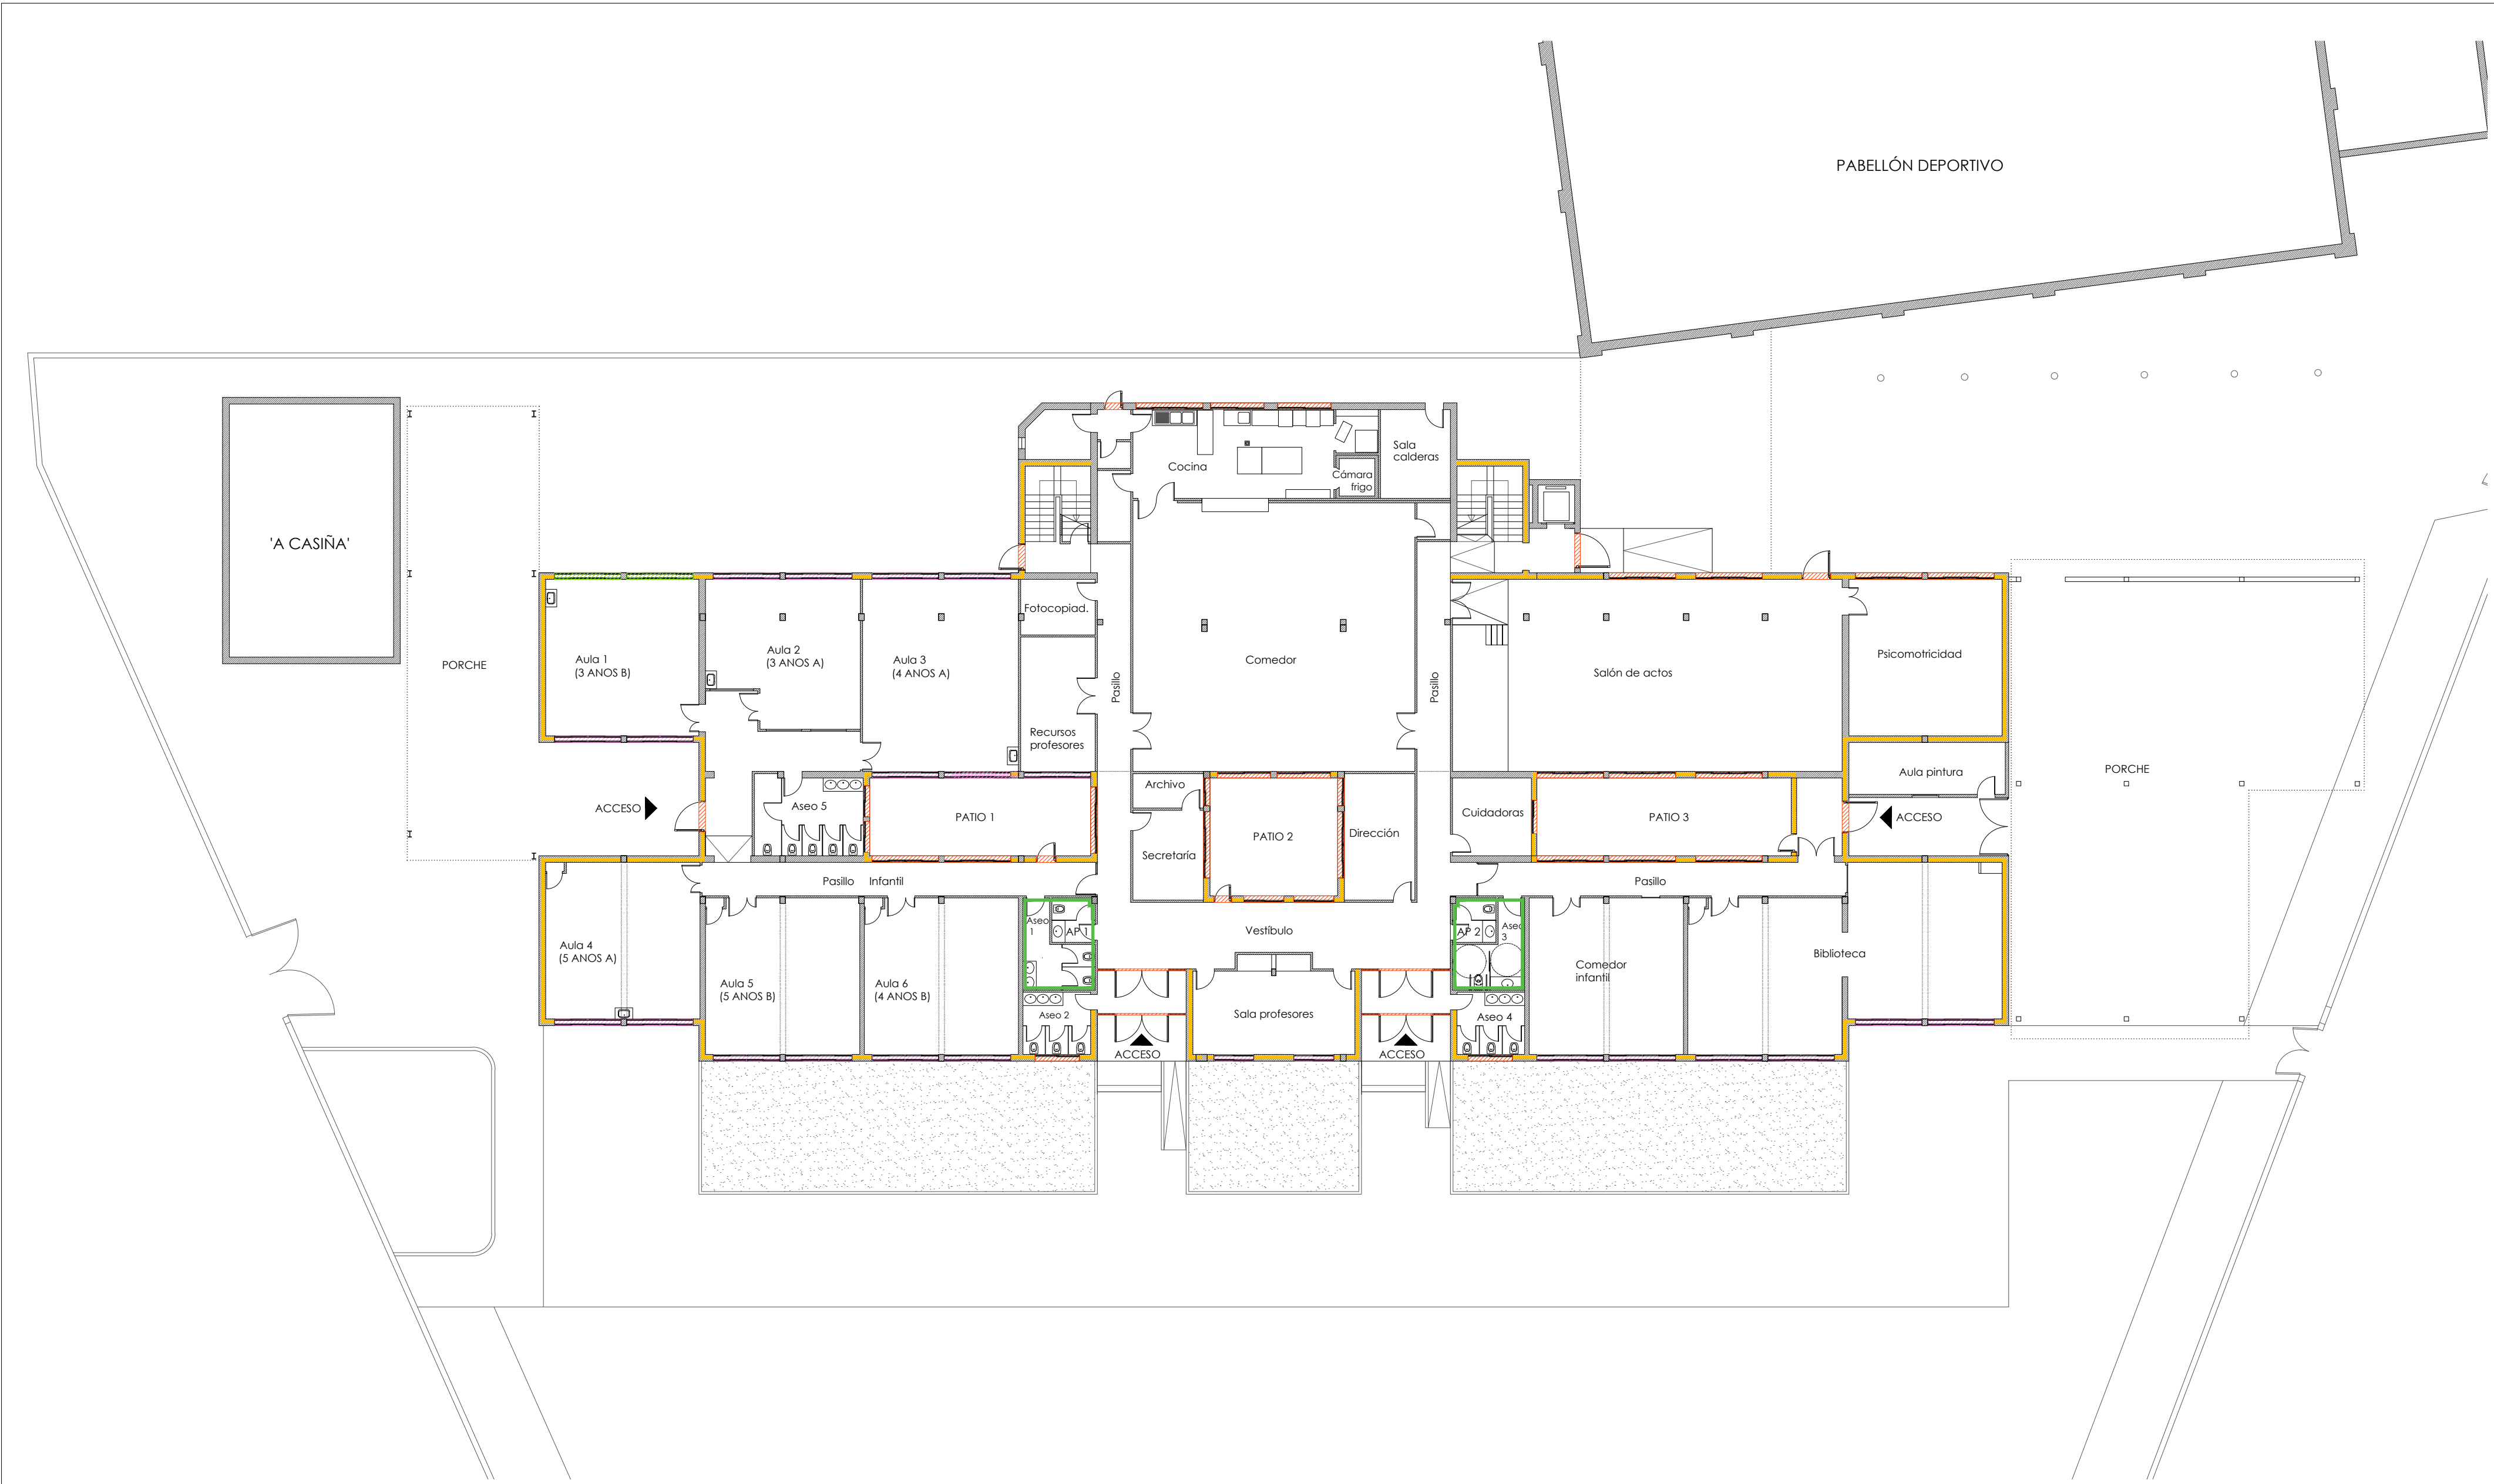 PABELLÓN DEPORTIVO
'A CASIÑA'
PORCHE
Cocina
Cámara
frigo
Sala
calderas
Aula 1
(3 ANOS B)
Aula 2
(3 ANOS A)
Aula 3
(4 ANOS A)
Fotocopiad.
Recursos
profesores
Pasillo
Comedor
Pasillo
Salón de actos
Psicomotricidad
Aula pintura
PORCHE
ACCESO
Aseo 5
PATIO 1
Archivo
Secretaría
PATIO 2
Dirección
Cuidadoras
PATIO 3
ACCESO
Pasillo Infantil
Pasillo
Aula 4
(5 ANOS A)
Aula 5
(5 ANOS B)
Aula 6
(4 ANOS B)
Aseo
1
AP 1
Aseo 2
Vestíbulo
Sala profesores
ACCESO
ACCESO
AP 2
Aseo
3
Aseo 4
Comedor
infantil
Biblioteca